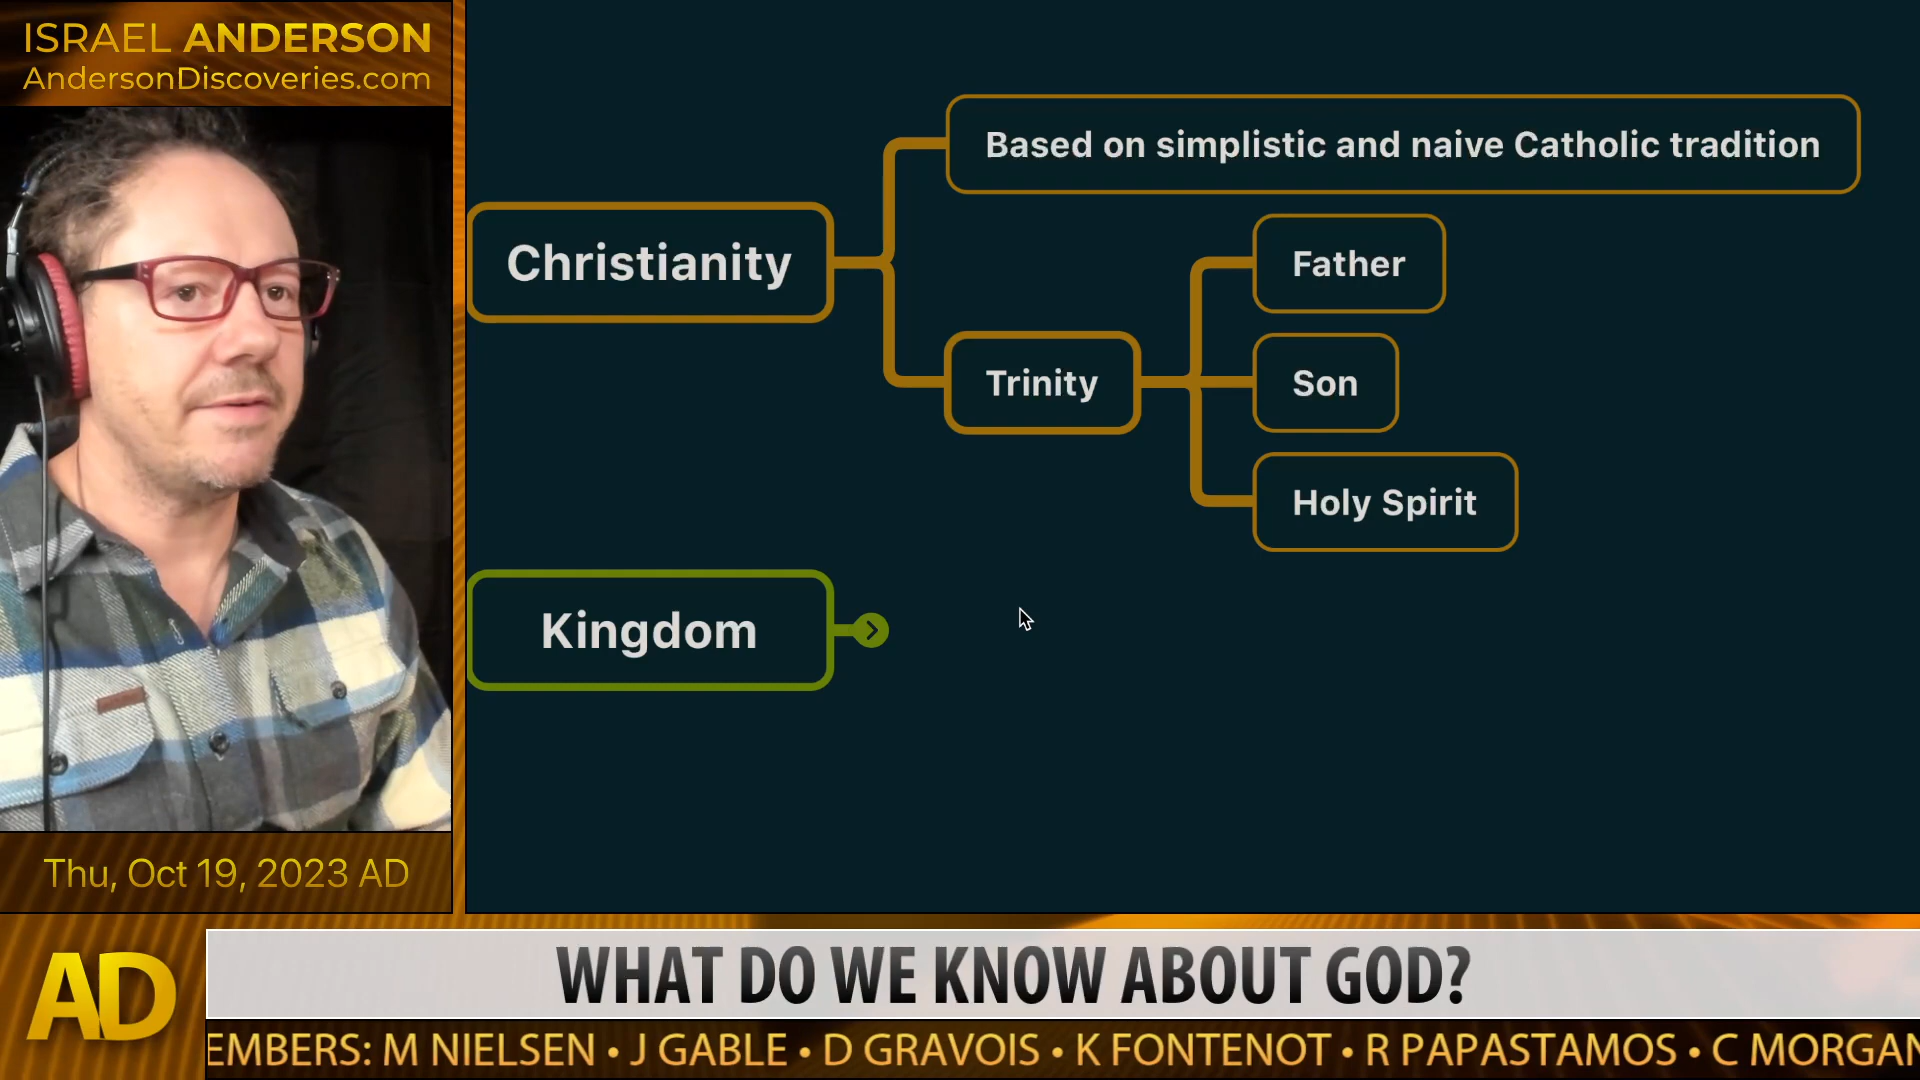 ISRAEL ANDERSON
AndersonDiscoveries.com
Based on simplistic and naive Catholic tradition
Christianity
Father
Trinity
Son
Holy Spirit
Kingdom
Thu, Oct 19, 2023 AD
AD
WHAT DO WE KNOW ABOUT GOD?
EMBERS: M NIELSEN • J GABLE • D GRAVOIS • K FONTENOT • R PAPASTAMOS • C MORGAN